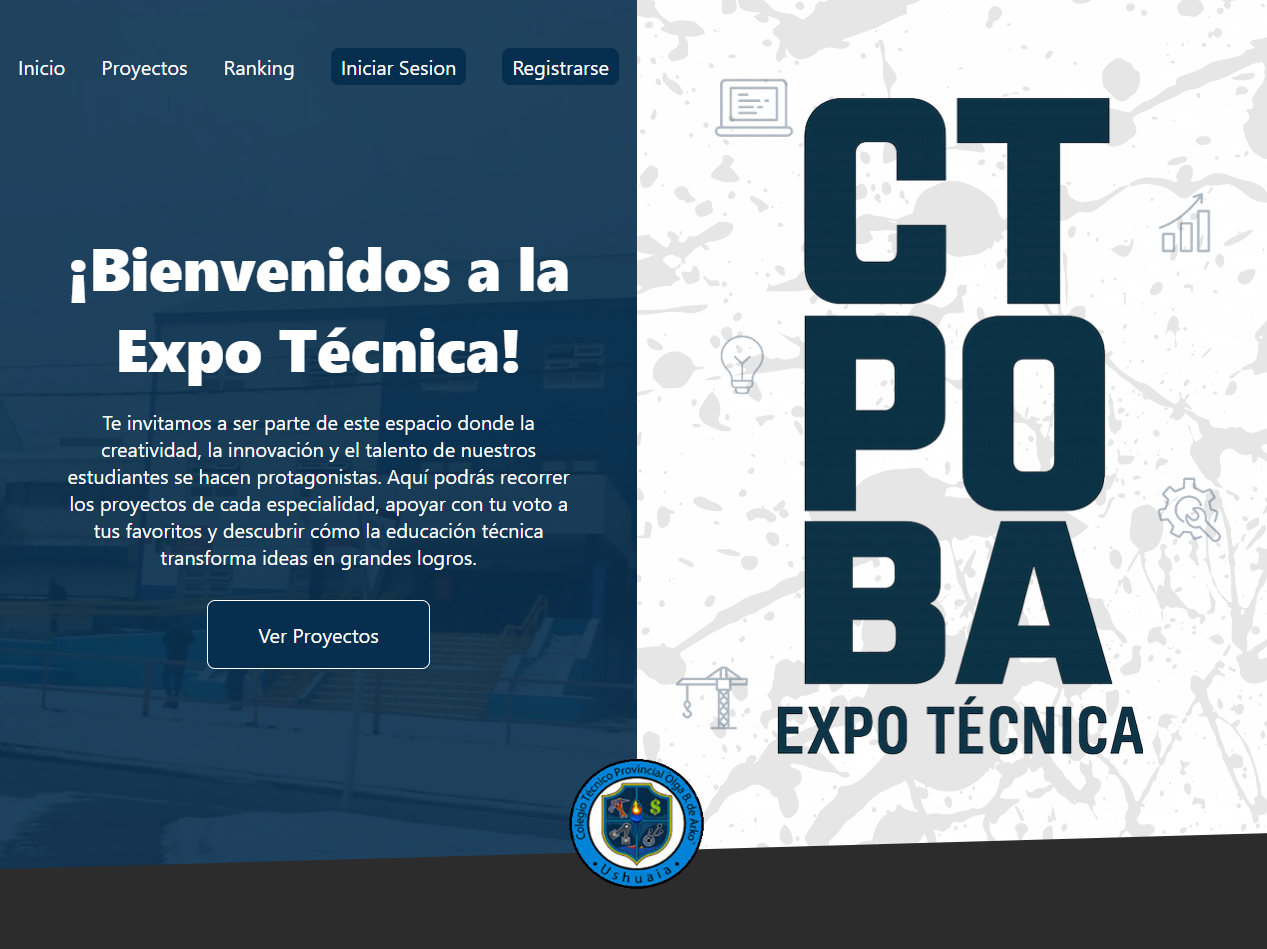 Inicio Proyectos Ranking Iniciar Sesion Registrarse
¡Bienvenidos a la
Expo Técnica!
Te invitamos a ser parte de este espacio donde la
creatividad, la innovación y el talento de nuestros
estudiantes se hacen protagonistas. Aquí podrás recorrer
los proyectos de cada especialidad, apoyar con tu voto a
tus favoritos y descubrir cómo la educación técnica
transforma ideas en grandes logros.
Ver Proyectos
CT
PO
BA
EXPO TÉCNICA
Colegio Técnico Provincial Olga B. de Arko
Ushuaia